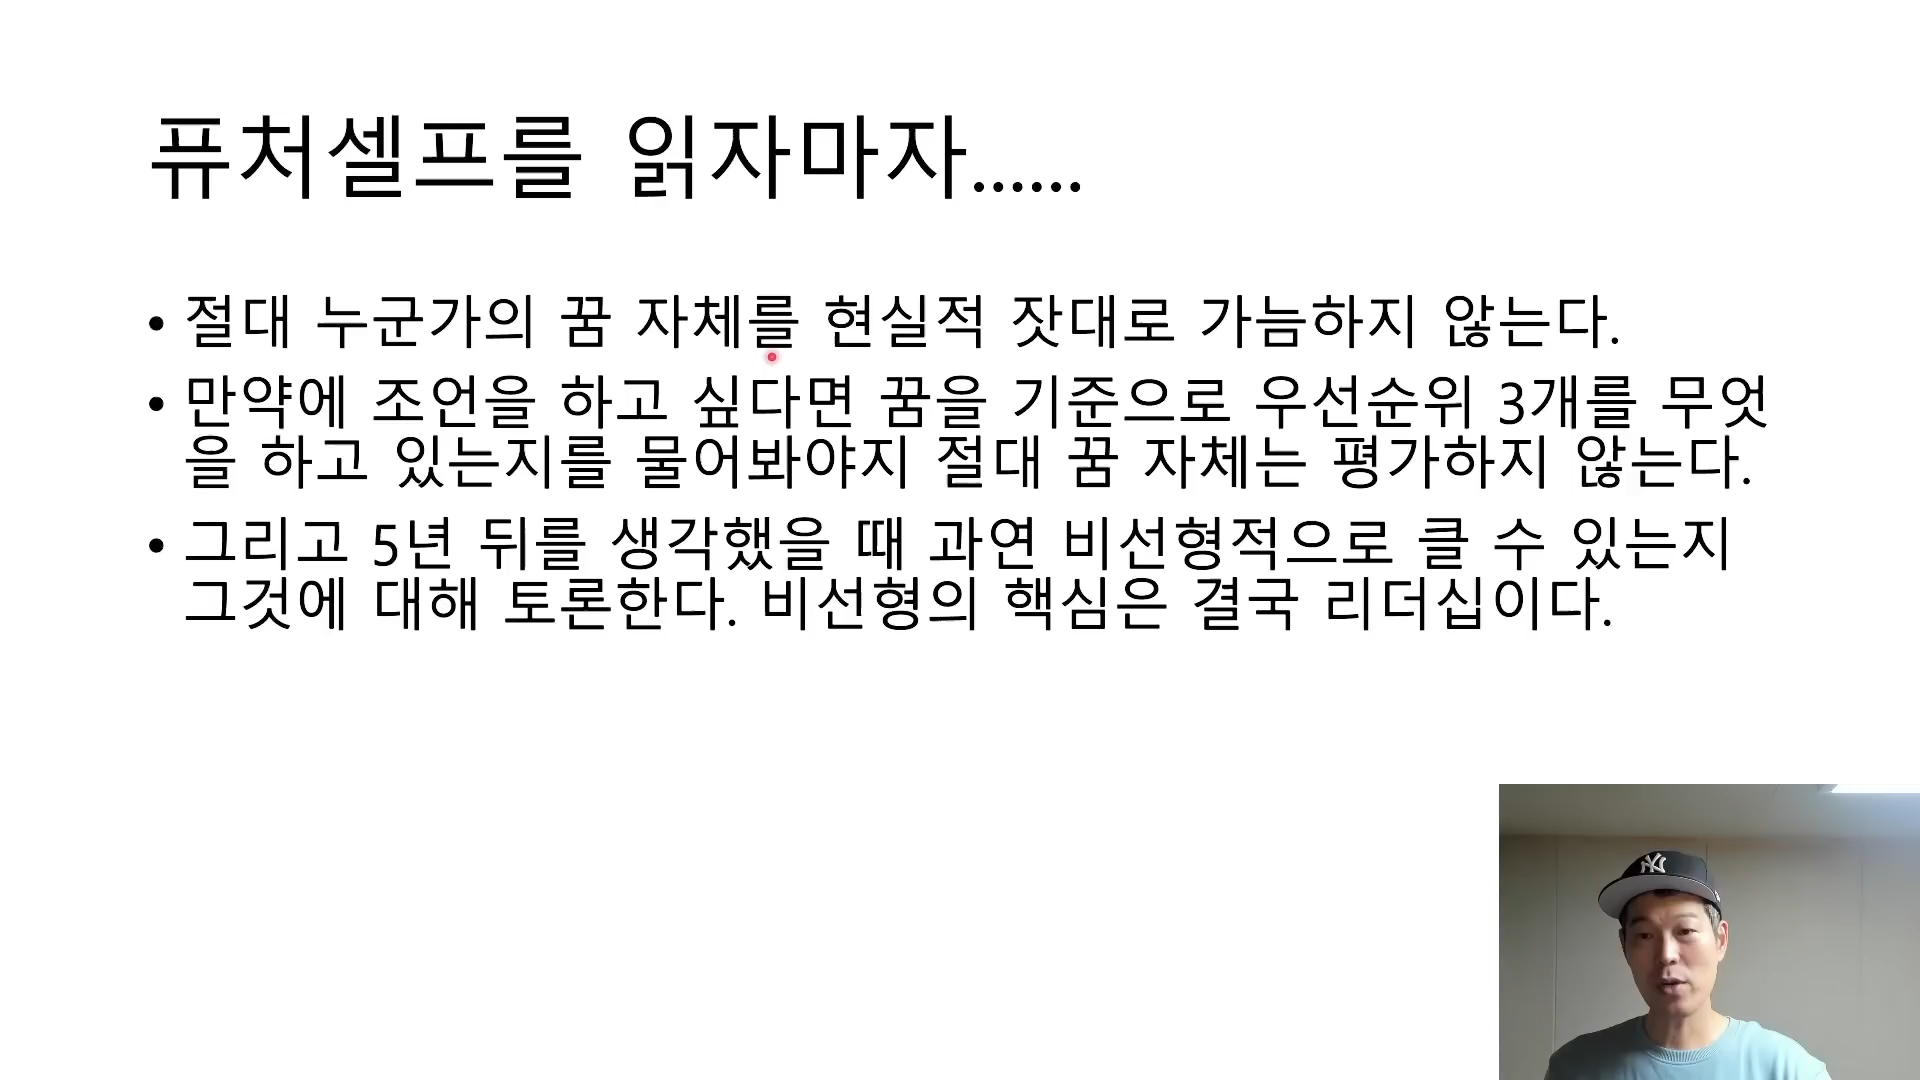 퓨처셀프를 읽자마자......
• 절대 누군가의 꿈 자체를 현실적 잣대로 가늠하지 않는다.
• 만약에 조언을 하고 싶다면 꿈을 기준으로 우선순위 3개를 무엇
을 하고 있는지를 물어봐야지 절대 꿈 자체는 평가하지 않는다.
• 그리고 5년 뒤를 생각했을 때 과연 비선형적으로 클 수 있는지
그것에 대해 토론한다. 비선형의 핵심은 결국 리더십이다.
NY